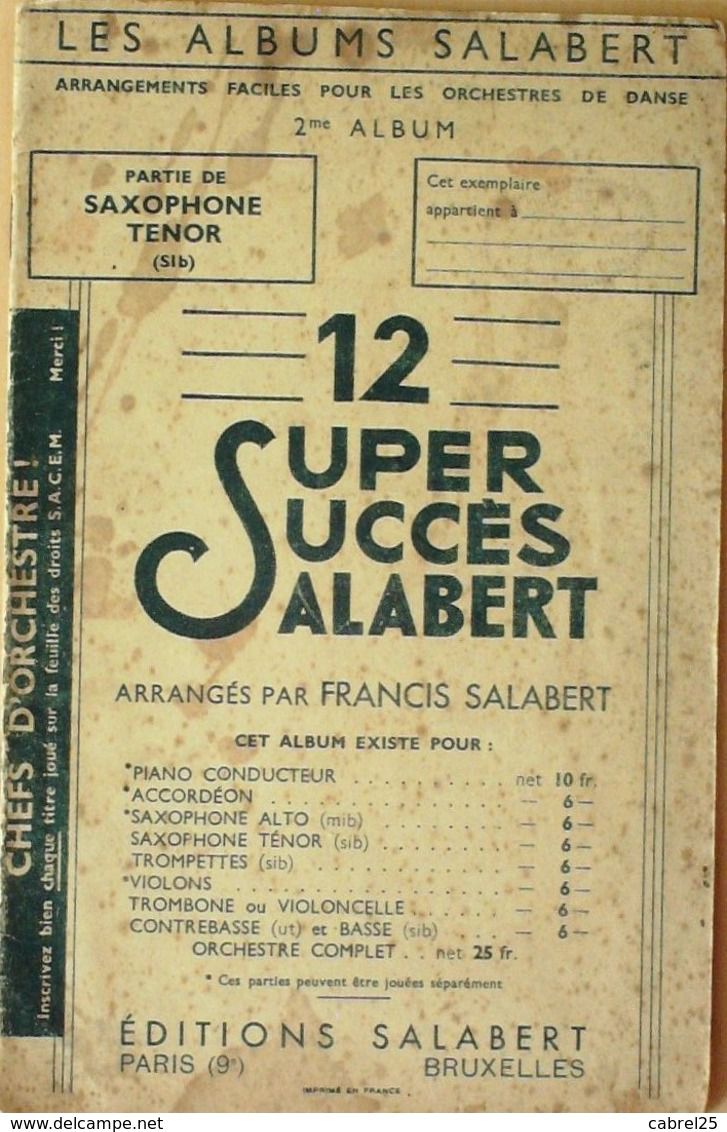 LES ALBUMS SALABERT
ARRANGEMENTS FACILES POUR LES ORCHESTRES DE DANSE
2me ALBUM
PARTIE DE
SAXOPHONE
TENOR
(SIb)
Cet exemplaire
appartient à
CHEFS D'ORCHESTRE!
Inscrivez bien chaque titre joué sur la feuille des droits S.A.C.E.M. Merci!
12
SUPER
SUCCÈS
SALABERT
ARRANGÉS PAR FRANCIS SALABERT
CET ALBUM EXISTE POUR :
*PIANO CONDUCTEUR . . . . . . . . . . net 10 fr.
*ACCORDÉON . . . . . . . . . . — 6 —
*SAXOPHONE ALTO (mib) . . . . . . . . — 6 —
SAXOPHONE TÉNOR (sib) . . . . . . . . — 6 —
TROMPETTES (sib) . . . . . . . . . . — 6 —
*VIOLONS . . . . . . . . . . — 6 —
TROMBONE ou VIOLONCELLE . . . . . . — 6 —
CONTREBASSE (ut) et BASSE (sib) . . . — 6 —
ORCHESTRE COMPLET . . net 25 fr.
* Ces parties peuvent être jouées séparément
ÉDITIONS SALABERT
PARIS (9e) BRUXELLES
IMPRIMÉ EN FRANCE
delcampe.net
cabrel25